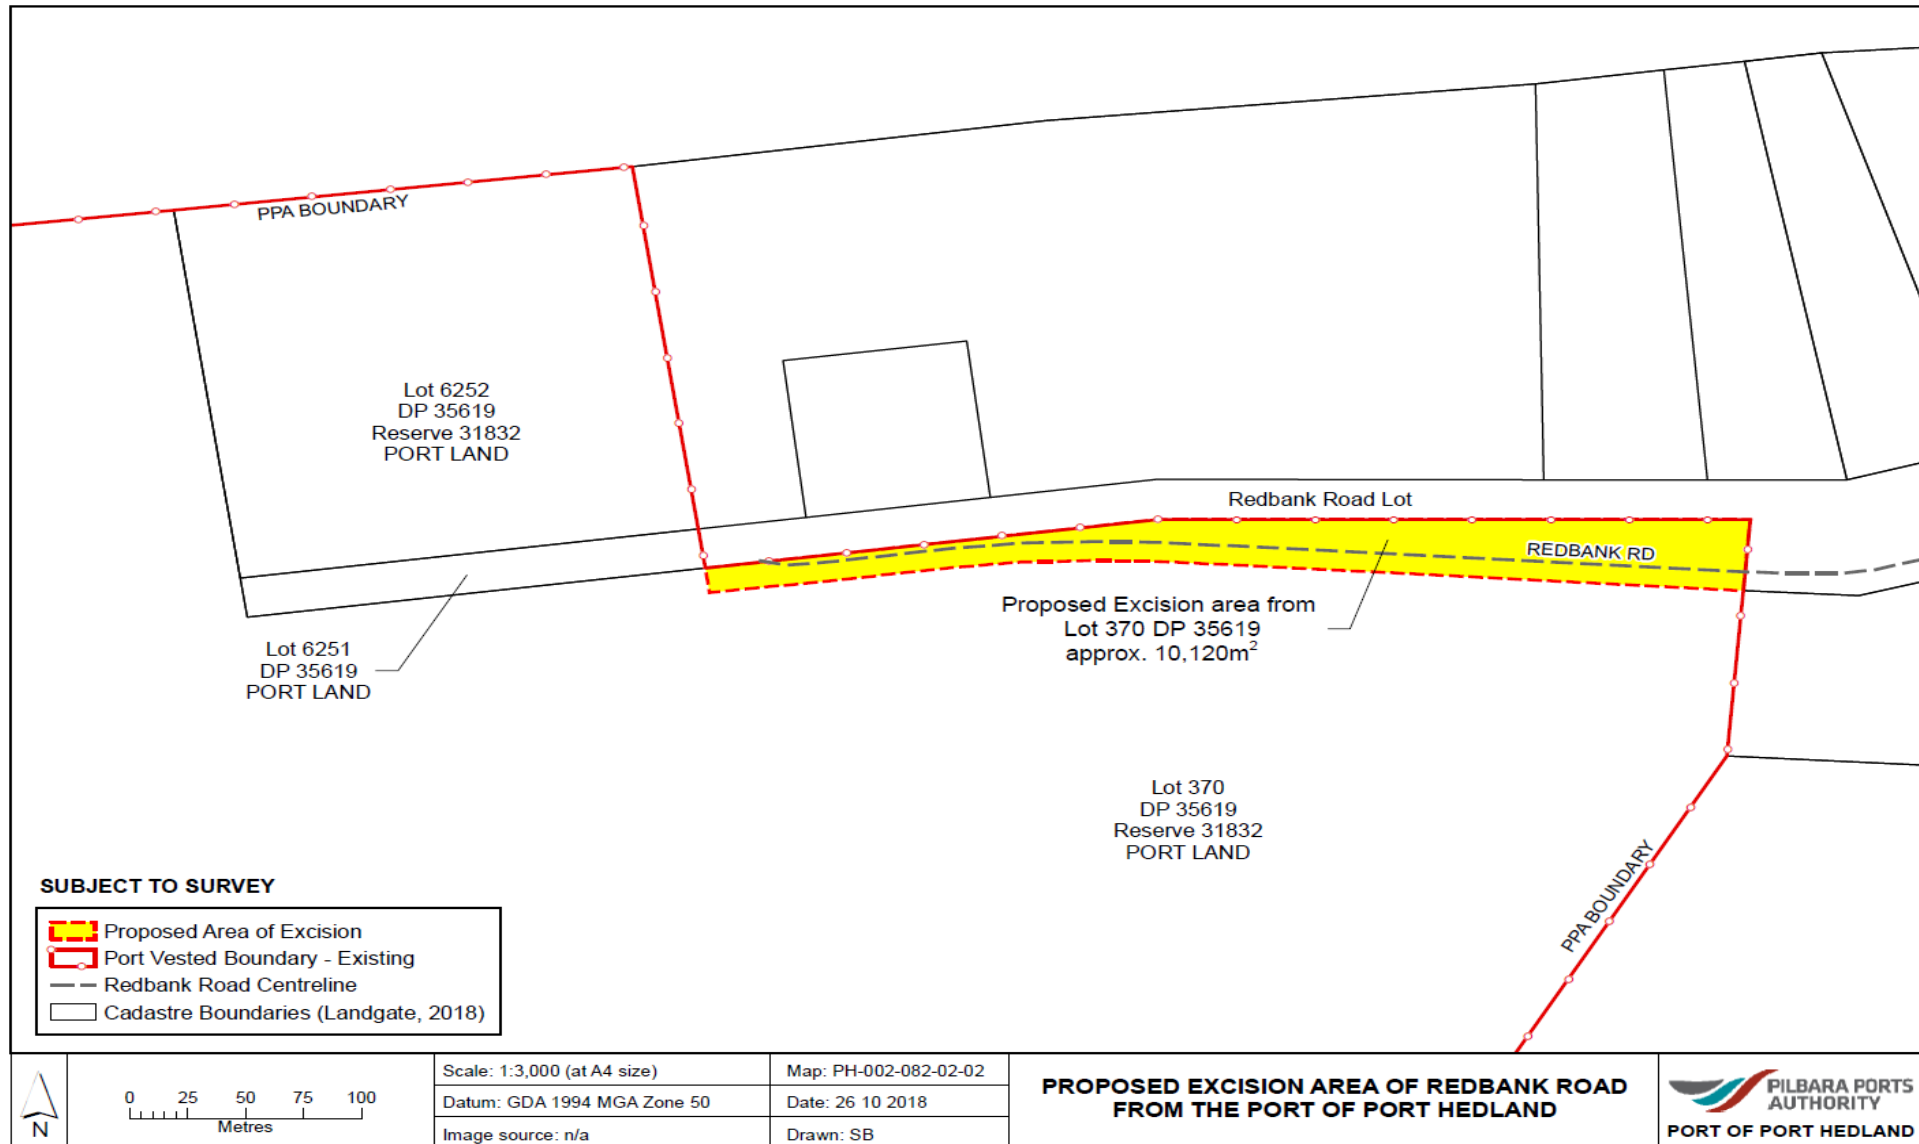 PPA BOUNDARY
Lot 6252
DP 35619
Reserve 31832
PORT LAND
Redbank Road Lot
REDBANK RD
Proposed Excision area from
Lot 370 DP 35619
approx. 10,120m²
Lot 6251
DP 35619
PORT LAND
Lot 370
DP 35619
Reserve 31832
PORT LAND
PPA BOUNDARY
SUBJECT TO SURVEY
Proposed Area of Excision
Port Vested Boundary - Existing
Redbank Road Centreline
Cadastre Boundaries (Landgate, 2018)
N
0 25 50 75 100
Metres
Scale: 1:3,000 (at A4 size)
Datum: GDA 1994 MGA Zone 50
Image source: n/a
Map: PH-002-082-02-02
Date: 26 10 2018
Drawn: SB
PROPOSED EXCISION AREA OF REDBANK ROAD
FROM THE PORT OF PORT HEDLAND
PILBARA PORTS
AUTHORITY
PORT OF PORT HEDLAND